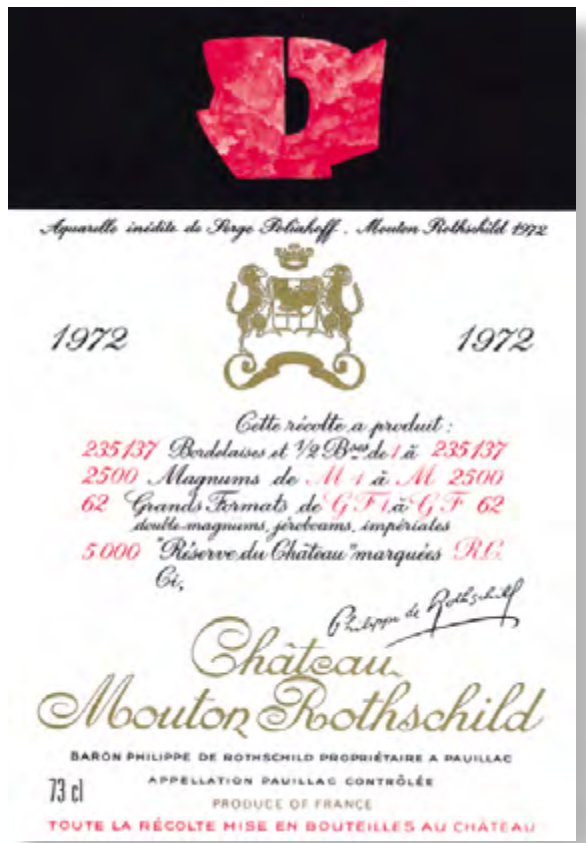 Aquarelle inédite de Serge Poliakoff . Mouton Rothschild 1972
1972 1972
Cette récolte a produit :
235137 Bordelaises et 1/2 Bses de 1 à 235137
2500 Magnums de M 1 à M 2500
62 Grands Formats de G F 1 à G F 62
double-magnums, jéroboams, impériales
5000 "Réserve du Château" marquées R.C.
Ci,
Philippe de Rothschild
Château
Mouton Rothschild
BARON PHILIPPE DE ROTHSCHILD PROPRIÉTAIRE A PAUILLAC
APPELLATION PAUILLAC CONTRÔLÉE
73 cl
PRODUCE OF FRANCE
TOUTE LA RÉCOLTE MISE EN BOUTEILLES AU CHÂTEAU